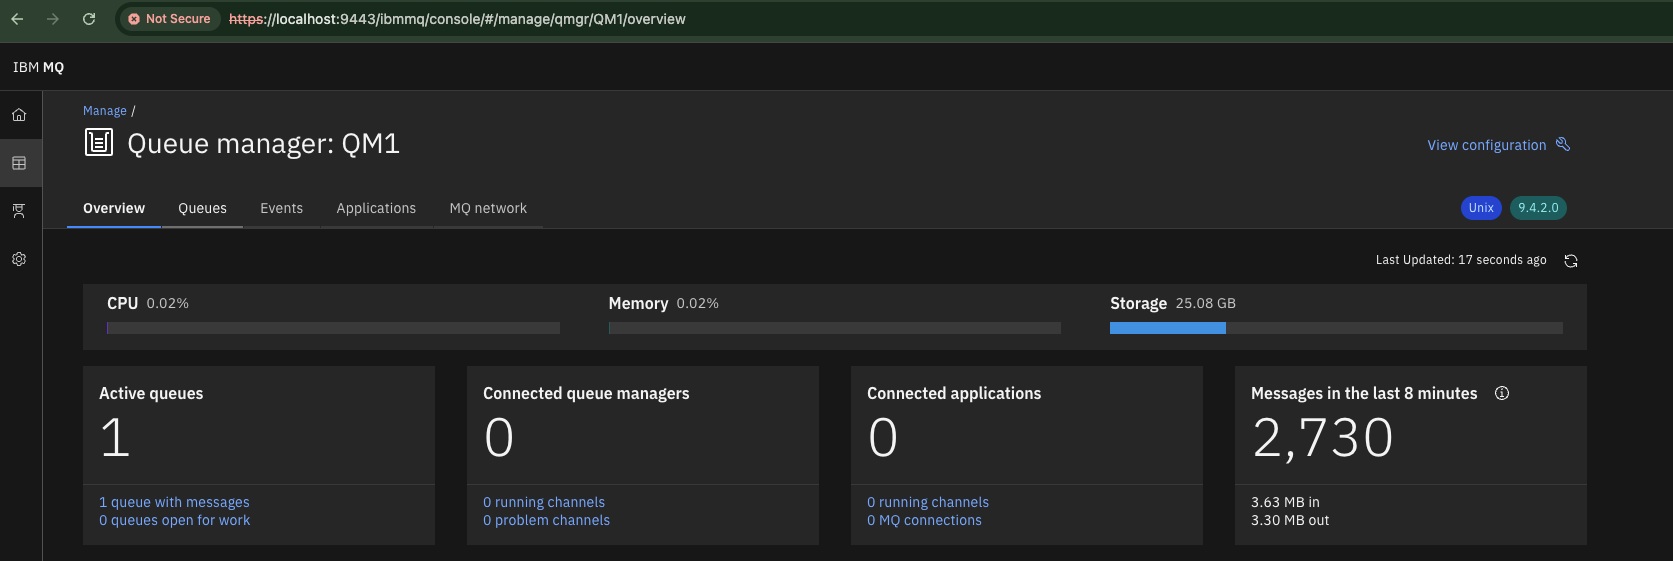 Not Secure https://localhost:9443/ibmmq/console/#/manage/qmgr/QM1/overview
IBM MQ
Manage /
Queue manager: QM1
View configuration
Overview Queues Events Applications MQ network
Unix 9.4.2.0
Last Updated: 17 seconds ago
CPU 0.02%
Memory 0.02%
Storage 25.08 GB
Active queues
1
1 queue with messages
0 queues open for work
Connected queue managers
0
0 running channels
0 problem channels
Connected applications
0
0 running channels
0 MQ connections
Messages in the last 8 minutes
2,730
3.63 MB in
3.30 MB out